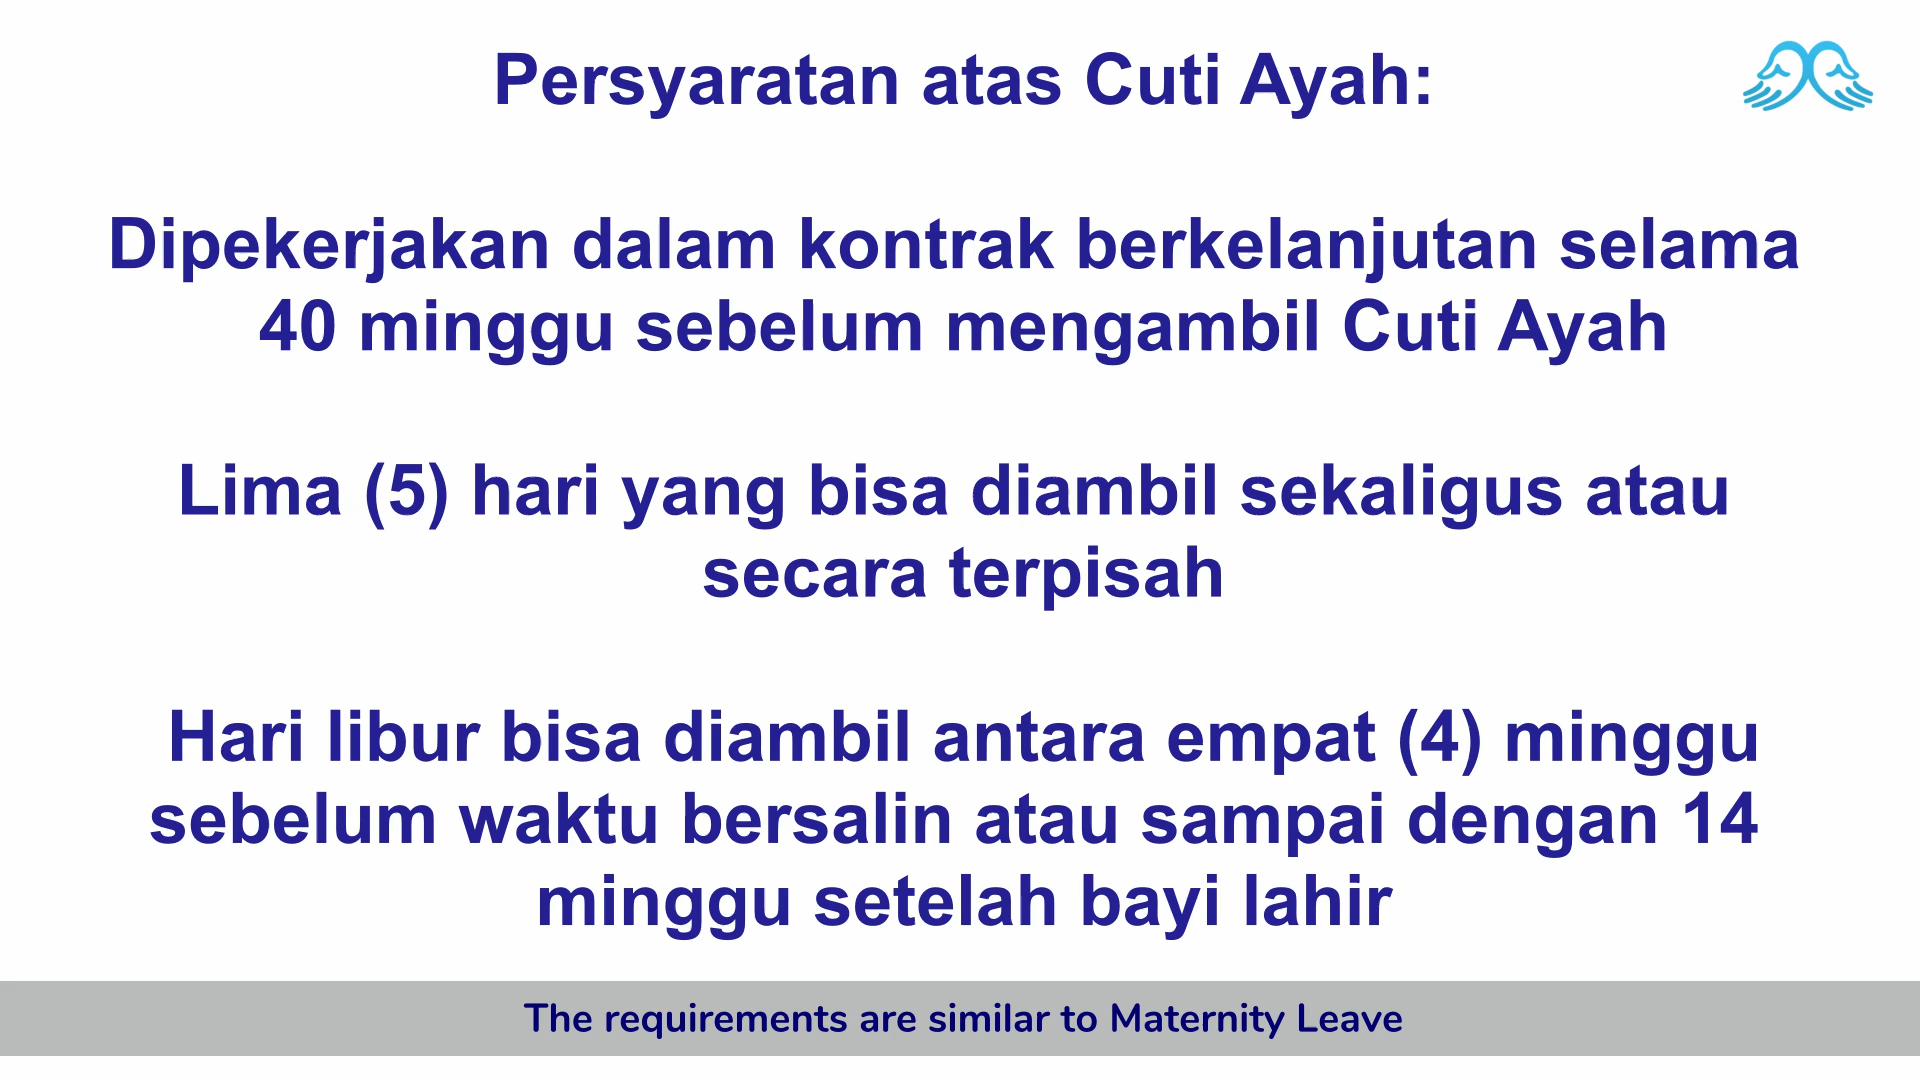 Persyaratan atas Cuti Ayah:
Dipekerjakan dalam kontrak berkelanjutan selama
40 minggu sebelum mengambil Cuti Ayah
Lima (5) hari yang bisa diambil sekaligus atau
secara terpisah
Hari libur bisa diambil antara empat (4) minggu
sebelum waktu bersalin atau sampai dengan 14
minggu setelah bayi lahir
The requirements are similar to Maternity Leave